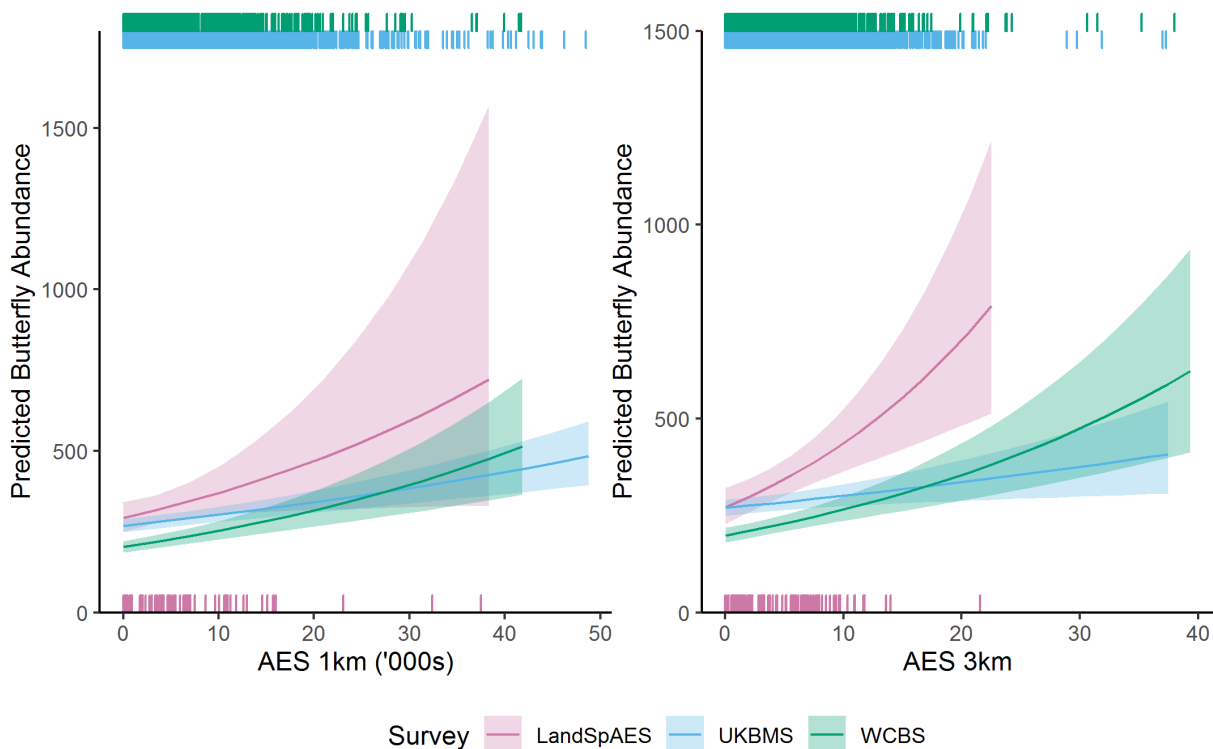 Predicted Butterfly Abundance
1500
1000
500
0
0 10 20 30 40 50
AES 1km ('000s)
Predicted Butterfly Abundance
1500
1000
500
0
0 10 20 30 40
AES 3km
Survey LandSpAES UKBMS WCBS